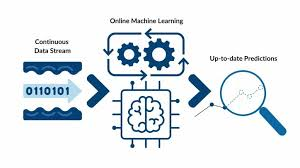 Online Machine Learning
Continuous
Data Stream
Up-to-date Predictions
0110101